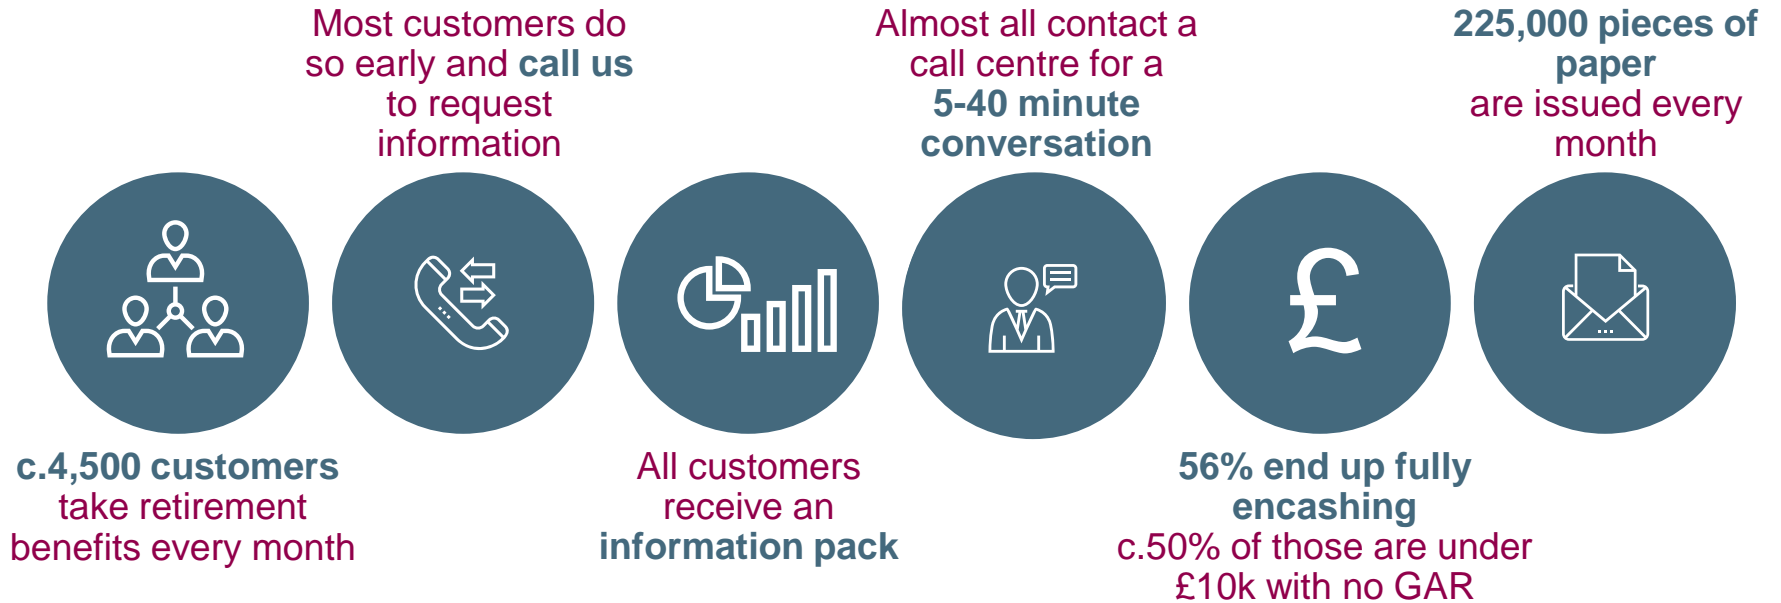 c.4,500 customers
take retirement
benefits every month
Most customers do
so early and call us
to request
information
All customers
receive an
information pack
Almost all contact a
call centre for a
5-40 minute
conversation
£
56% end up fully
encashing
c.50% of those are under
£10k with no GAR
225,000 pieces of
paper
are issued every
month